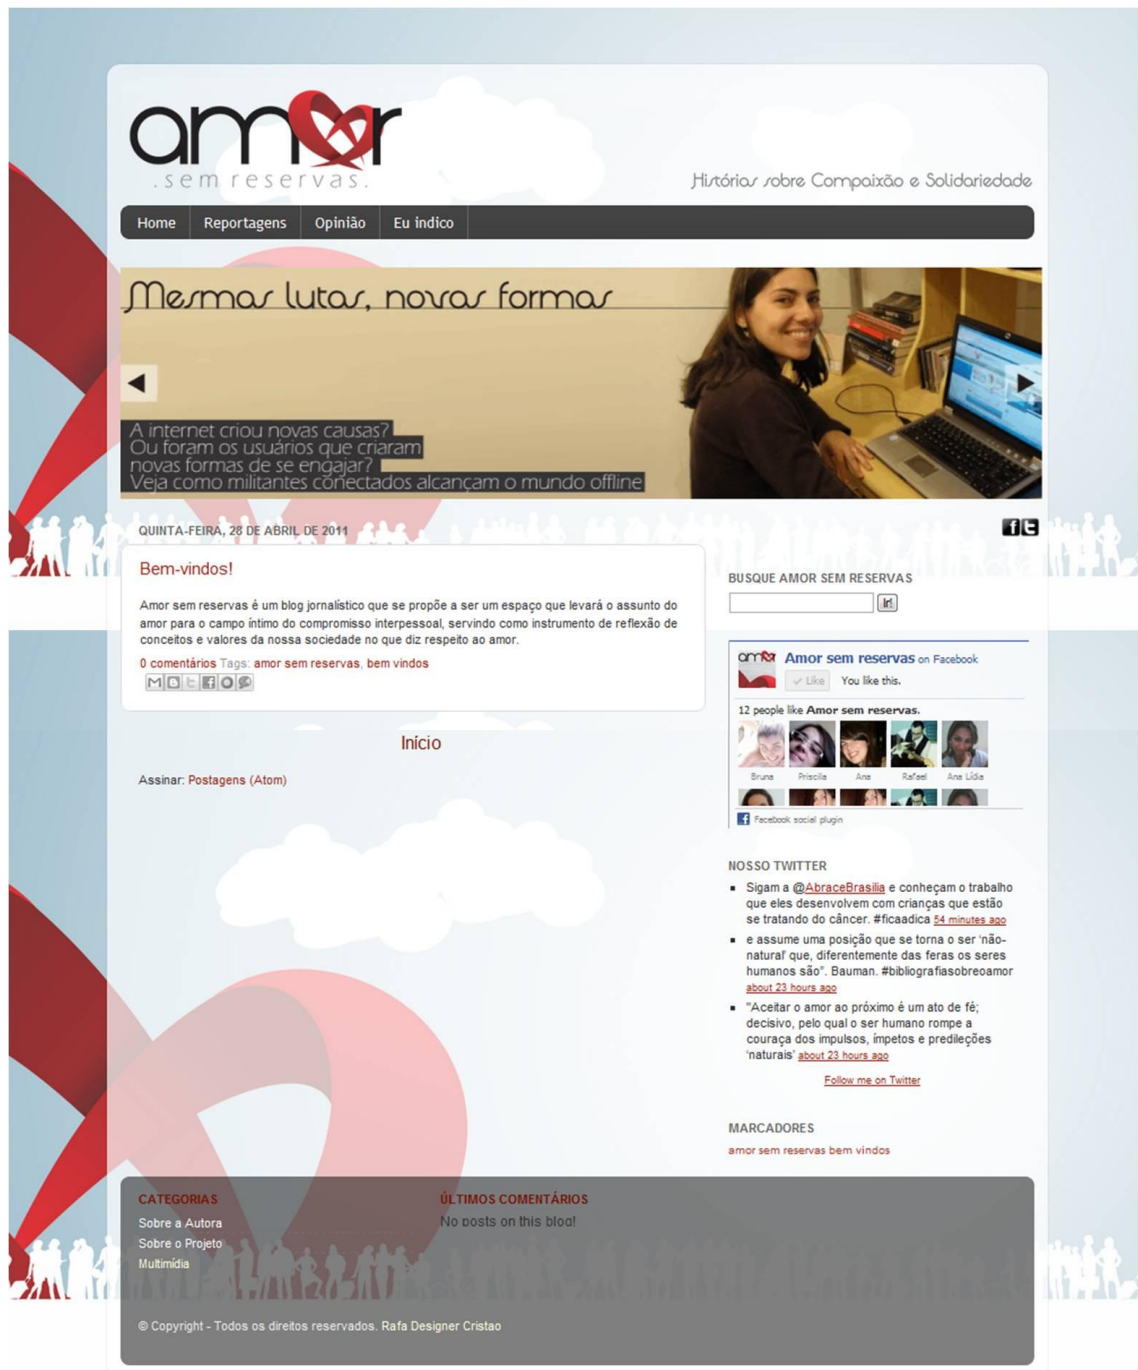 amor
.sem reservas.
Histórias sobre Compaixão e Solidariedade
Home Reportagens Opinião Eu indico
Mesmas lutas, novas formas
A internet criou novas causas?
Ou foram os usuários que criaram
novas formas de se engajar?
Veja como militantes conectados alcançam o mundo offline
QUINTA-FEIRA, 28 DE ABRIL DE 2011
Bem-vindos!
Amor sem reservas é um blog jornalístico que se propõe a ser um espaço que levará o assunto do
amor para o campo íntimo do compromisso interpessoal, servindo como instrumento de reflexão de
conceitos e valores da nossa sociedade no que diz respeito ao amor.
0 comentários Tags: amor sem reservas, bem vindos
Início
Assinar: Postagens (Atom)
BUSQUE AMOR SEM RESERVAS
Ir!
amor
Amor sem reservas on Facebook
Like You like this.
12 people like Amor sem reservas.
Bruna Priscila Ana Rafael Ana Lídia
Facebook social plugin
NOSSO TWITTER
Sigam a @AbraceBrasilia e conheçam o trabalho
que eles desenvolvem com crianças que estão
se tratando do câncer. #ficaadica 54 minutes ago
e assume uma posição que se torna o ser 'não-
natural' que, diferentemente das feras os seres
humanos são". Bauman. #bibliografiasobreoamor
about 23 hours ago
"Aceitar o amor ao próximo é um ato de fé;
decisivo, pelo qual o ser humano rompe a
couraça dos impulsos, ímpetos e predileções
'naturais' about 23 hours ago
Follow me on Twitter
MARCADORES
amor sem reservas bem vindos
CATEGORIAS
Sobre a Autora
Sobre o Projeto
Multimídia
ÚLTIMOS COMENTÁRIOS
No posts on this blog!
© Copyright - Todos os direitos reservados. Rafa Designer Cristao